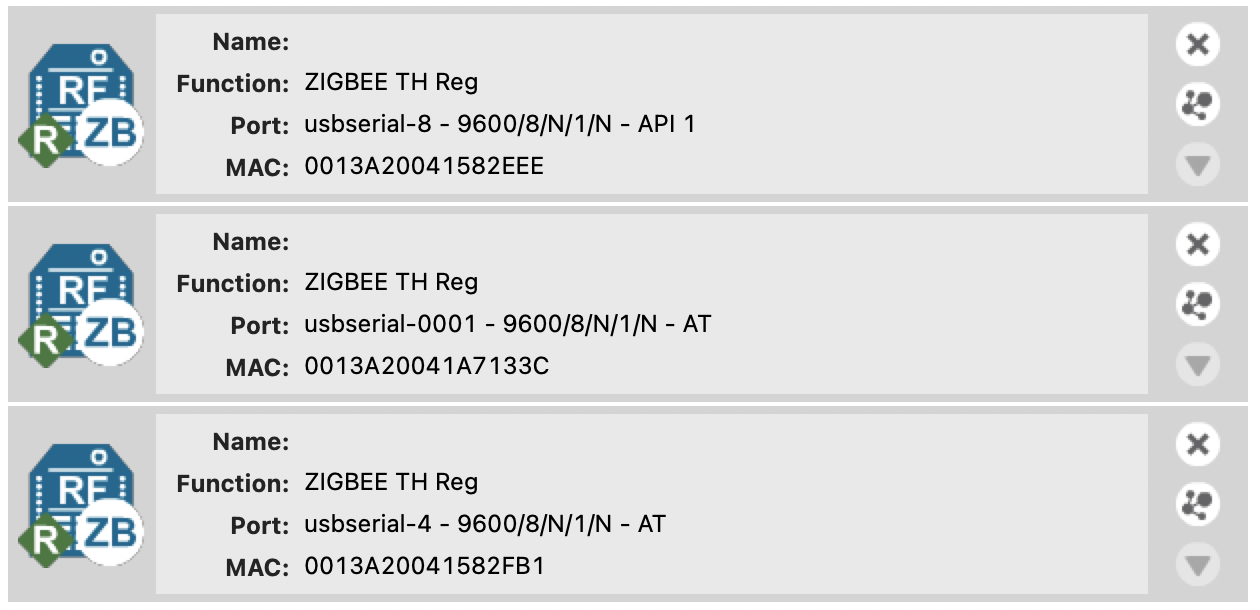 RF
R ZB
Name:
Function: ZIGBEE TH Reg
Port: usbserial-8 - 9600/8/N/1/N - API 1
MAC: 0013A20041582EEE
RF
R ZB
Name:
Function: ZIGBEE TH Reg
Port: usbserial-0001 - 9600/8/N/1/N - AT
MAC: 0013A20041A7133C
RF
R ZB
Name:
Function: ZIGBEE TH Reg
Port: usbserial-4 - 9600/8/N/1/N - AT
MAC: 0013A20041582FB1